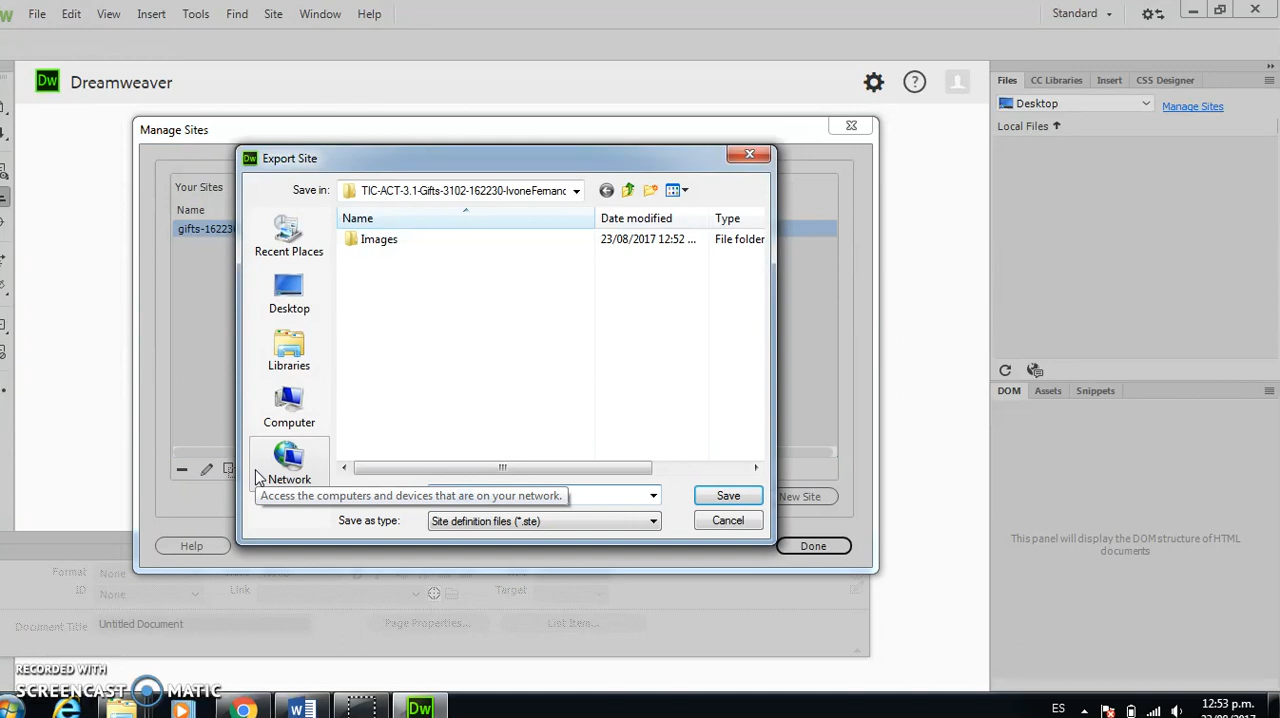 File Edit View Insert Tools Find Site Window Help Standard
Dw Dreamweaver
Files CC Libraries Insert CSS Designer
Desktop Manage Sites
Local Files
Manage Sites
Dw Export Site
Your Sites
Name
gifts-162230
Save in: TIC-ACT-3.1-Gifts-3102-162230-IvoneFernanc
Name Date modified Type
Images 23/08/2017 12:52 ... File folder
Recent Places
Desktop
Libraries
Computer
Network
Access the computers and devices that are on your network.
Save
Save as type: Site definition files (*.ste) Cancel
New Site
Help Done
DOM Assets Snippets
This panel will display the DOM structure of HTML
documents
Format None Link
ID None Target
Document Title Untitled Document Page Properties... List Item...
RECORDED WITH
SCREENCAST MATIC
W Dw
ES 12:53 p.m.